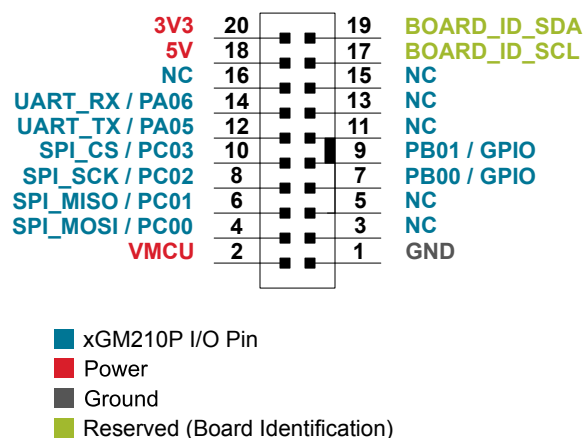 3V3 20 19 BOARD_ID_SDA
5V 18 17 BOARD_ID_SCL
NC 16 15 NC
UART_RX / PA06 14 13 NC
UART_TX / PA05 12 11 NC
SPI_CS / PC03 10 9 PB01 / GPIO
SPI_SCK / PC02 8 7 PB00 / GPIO
SPI_MISO / PC01 6 5 NC
SPI_MOSI / PC00 4 3 NC
VMCU 2 1 GND
xGM210P I/O Pin
Power
Ground
Reserved (Board Identification)